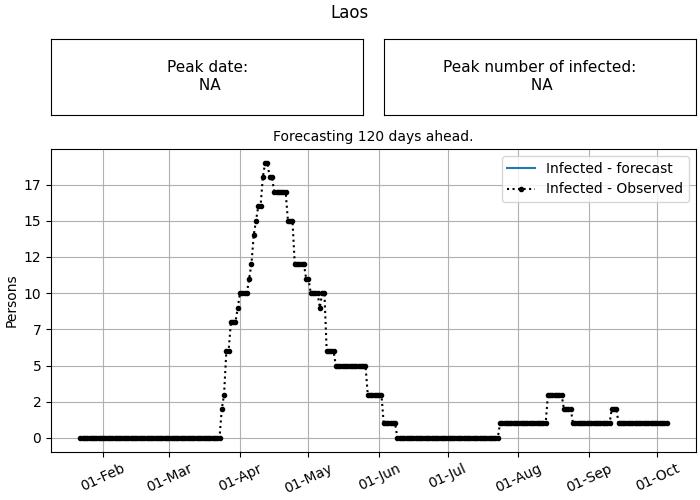 Laos
Peak date:
NA
Peak number of infected:
NA
Forecasting 120 days ahead.
Infected - forecast
Infected - Observed
Persons
17
15
12
10
7
5
2
0
01-Feb
01-Mar
01-Apr
01-May
01-Jun
01-Jul
01-Aug
01-Sep
01-Oct